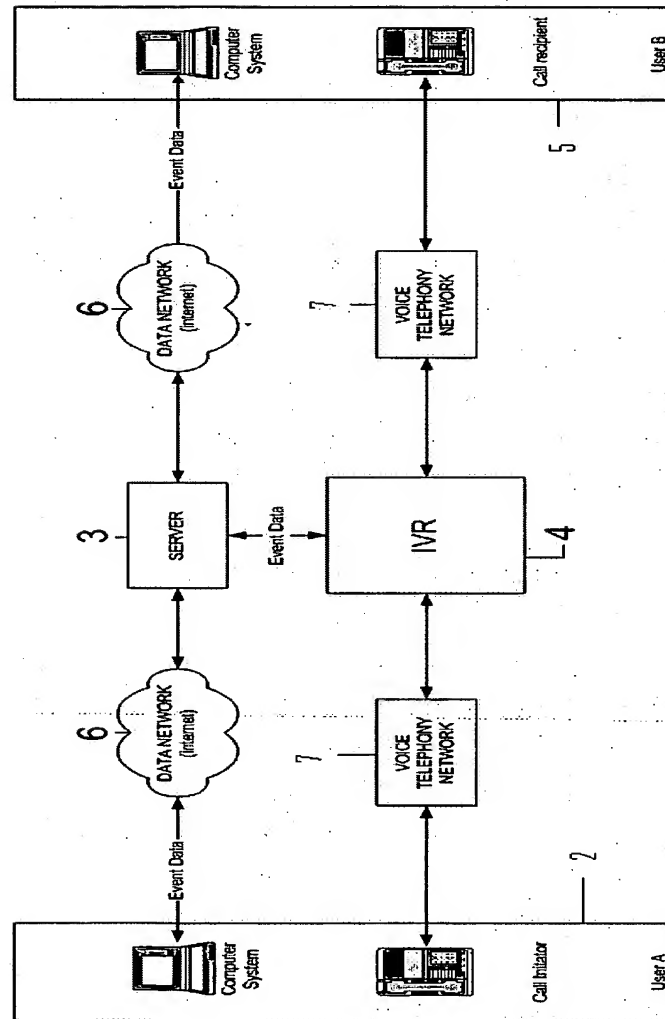 Computer
System
Event Data
6
DATA NETWORK
(Internet)
3
SERVER
6
DATA NETWORK
(Internet)
Event Data
Computer
System
Event Data
Call Initiator
7
VOICE
TELEPHONY
NETWORK
IVR
4
7
VOICE
TELEPHONY
NETWORK
Call recipient
2
5
User A
User B